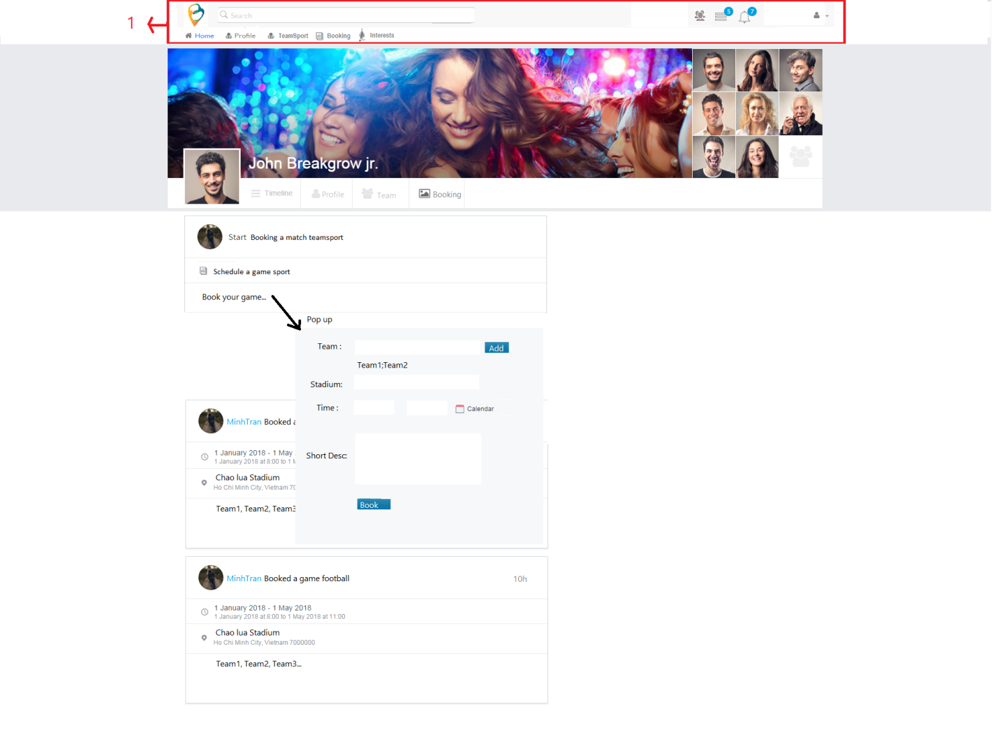 1
Search
5
7
Home Profile TeamSport Booking Interests
John Breakgrow jr.
Timeline Profile Team Booking
Start Booking a match teamsport
Schedule a game sport
Book your game...
Pop up
Team : Add
Team1;Team2
Stadium:
Time : Calendar
MinhTran Booked a
1 January 2018 - 1 May
1 January 2018 at 8:00 to 1 M
Short Desc:
Chao lua Stadium
Ho Chi Minh City, Vietnam 70
Team1, Team2, Team3
Book
MinhTran Booked a game football 10h
1 January 2018 - 1 May 2018
1 January 2018 at 8:00 to 1 May 2018 at 11:00
Chao lua Stadium
Ho Chi Minh City, Vietnam 7000000
Team1, Team2, Team3...